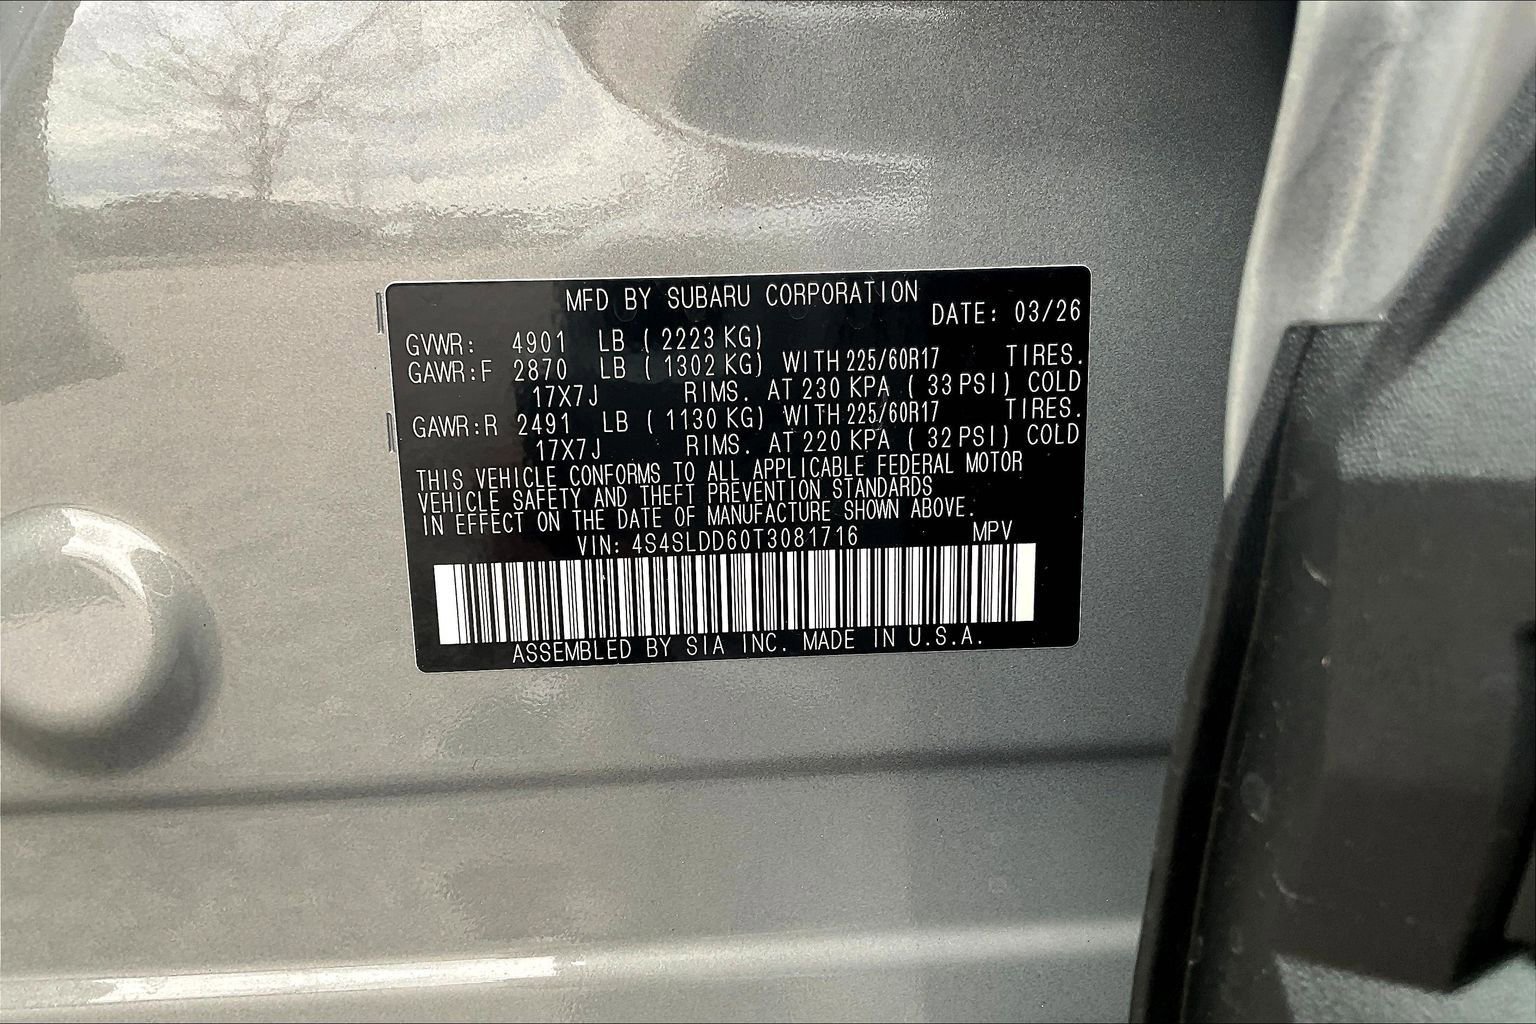 MFD BY SUBARU CORPORATION
DATE: 03/26
GVWR: 4901 LB ( 2223 KG)
GAWR:F 2870 LB ( 1302 KG) WITH 225/60R17 TIRES.
17X7J RIMS. AT 230 KPA ( 33 PSI) COLD
GAWR:R 2491 LB ( 1130 KG) WITH 225/60R17 TIRES.
17X7J RIMS. AT 220 KPA ( 32 PSI) COLD
THIS VEHICLE CONFORMS TO ALL APPLICABLE FEDERAL MOTOR
VEHICLE SAFETY AND THEFT PREVENTION STANDARDS
IN EFFECT ON THE DATE OF MANUFACTURE SHOWN ABOVE.
VIN: 4S4SLDD60T3081716 MPV
ASSEMBLED BY SIA INC. MADE IN U.S.A.